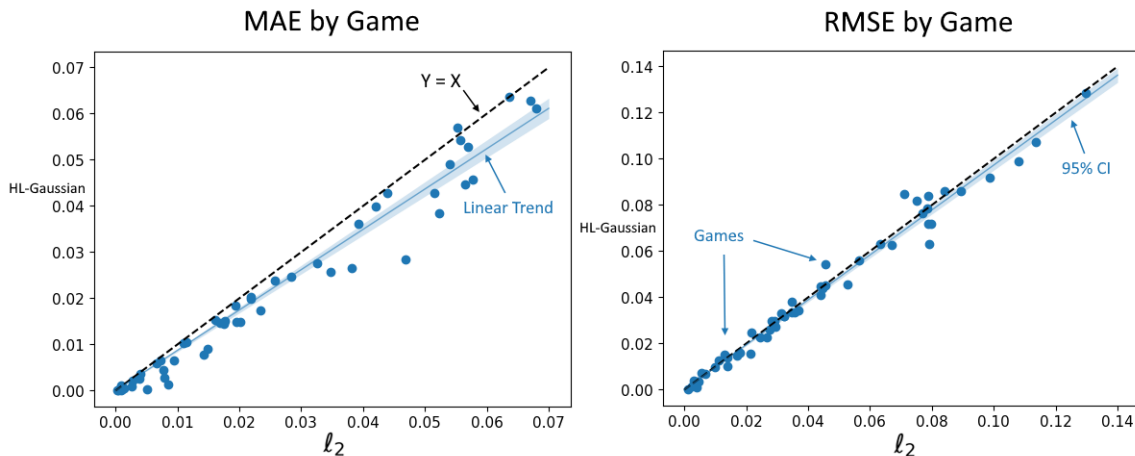 MAE by Game
0.07
0.06
0.05
HL-Gaussian
0.04
0.03
0.02
0.01
0.00
Y = X
Linear Trend
0.00 0.01 0.02 0.03 0.04 0.05 0.06 0.07
ℓ₂
RMSE by Game
0.14
0.12
0.10
0.08
HL-Gaussian
0.06
0.04
0.02
0.00
95% CI
Games
0.00 0.02 0.04 0.06 0.08 0.10 0.12 0.14
ℓ₂